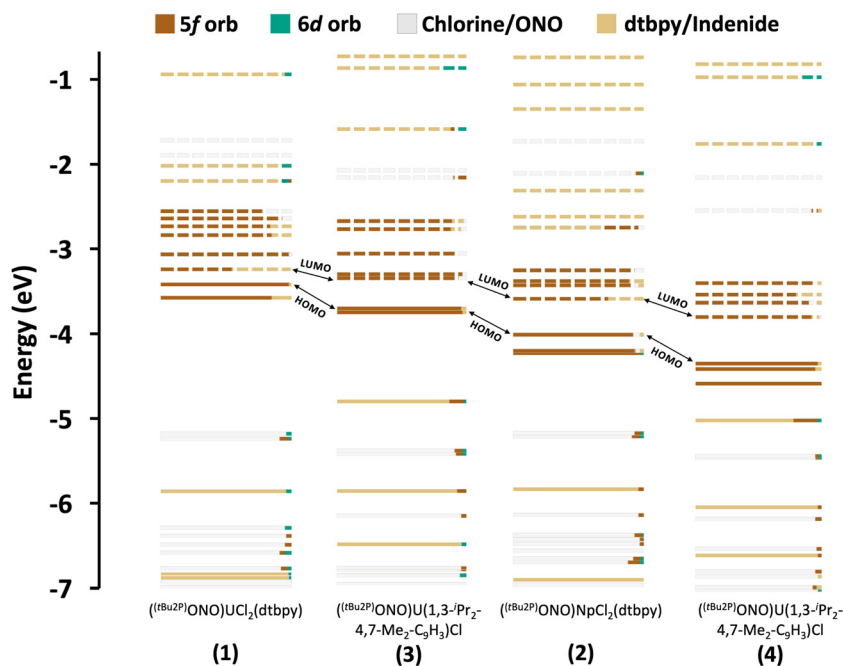 5f orb 6d orb Chlorine/ONO dtbpy/Indenide
Energy (eV)
-1
-2
-3
-4
-5
-6
-7
LUMO
HOMO
LUMO
HOMO
LUMO
HOMO
((tBu2P)ONO)UCl2(dtbpy)
(1)
((tBu2P)ONO)U(1,3-iPr2-
4,7-Me2-C9H3)Cl
(3)
((tBu2P)ONO)NpCl2(dtbpy)
(2)
((tBu2P)ONO)U(1,3-iPr2-
4,7-Me2-C9H3)Cl
(4)